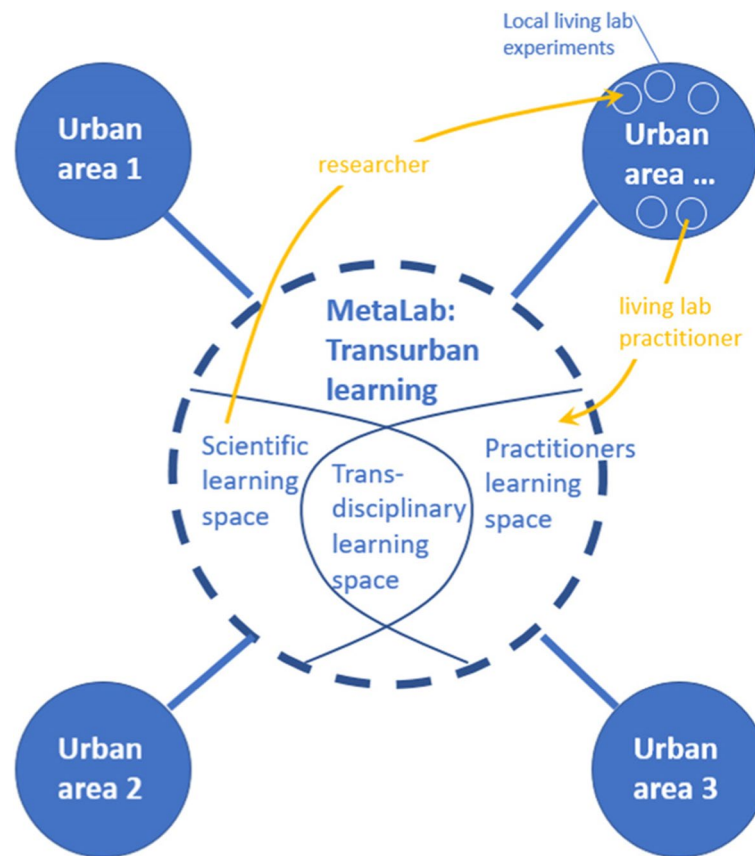 Local living lab
experiments
Urban
area 1
Urban
area ...
researcher
living lab
practitioner
MetaLab:
Transurban
learning
Scientific
learning
space
Trans-
disciplinary
learning
space
Practitioners
learning
space
Urban
area 2
Urban
area 3